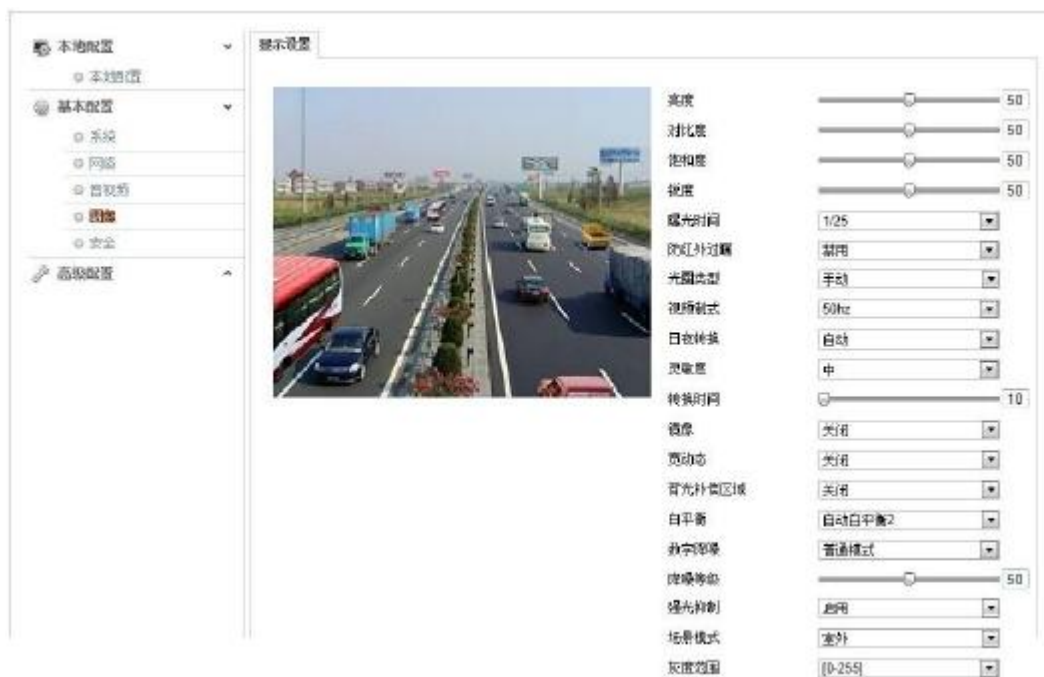 本地配置
本地配置
基本配置
系统
网络
音视频
图像
安全
高级配置
显示设置
亮度 50
对比度 50
饱和度 50
锐度 50
曝光时间 1/25
防红外过曝 禁用
光圈类型 手动
视频制式 50hz
日夜转换 自动
灵敏度 中
转换时间 10
镜像 关闭
宽动态 关闭
背光补偿区域 关闭
白平衡 自动白平衡2
数字降噪 普通模式
降噪等级 50
强光抑制 启用
场景模式 室外
灰度范围 [0-255]